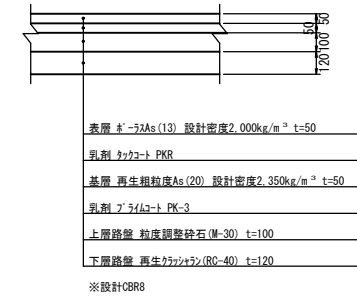 50
50
100
120
表層 ﾎﾟｰﾗｽAs(13) 設計密度2,000kg/m³ t=50
乳剤 ﾀｯｸｺｰﾄ PKR
基層 再生粗粒度As(20) 設計密度2,350kg/m³ t=50
乳剤 ﾌﾟﾗｲﾑｺｰﾄ PK-3
上層路盤 粒度調整砕石(M-30) t=100
下層路盤 再生ｸﾗｯｼｬﾗﾝ(RC-40) t=120
※設計CBR8